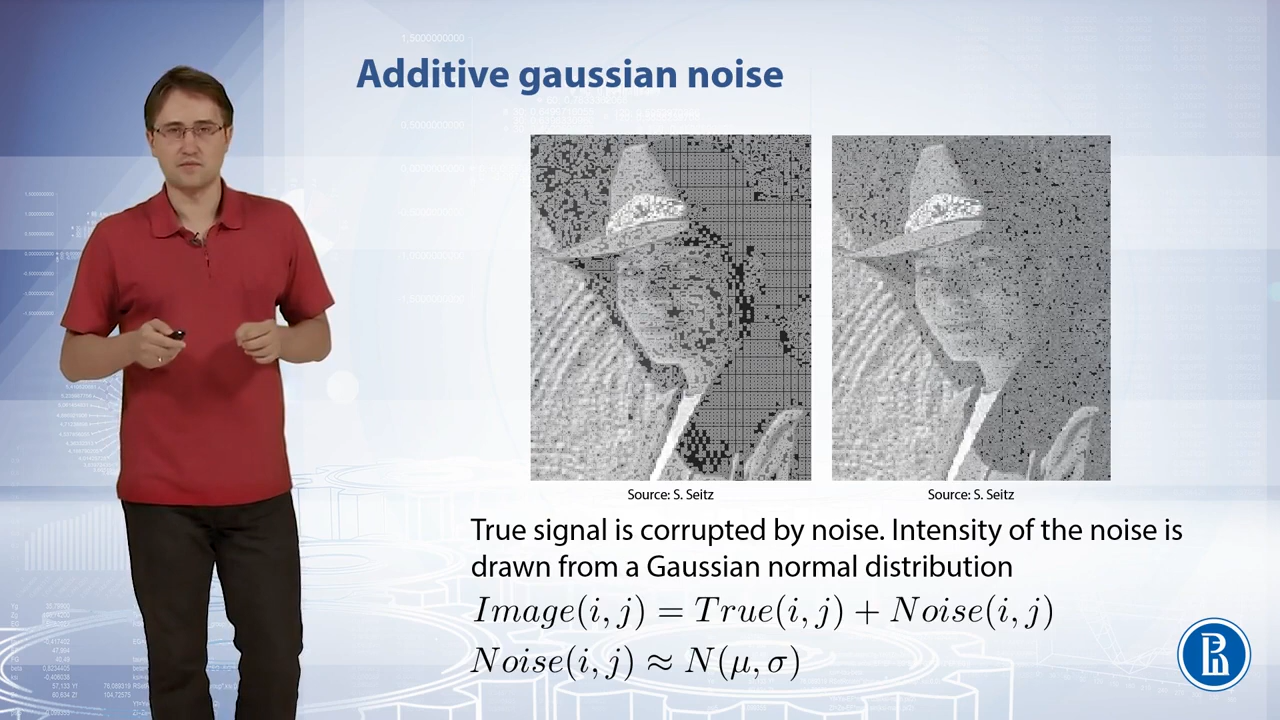 Additive gaussian noise
Source: S. Seitz
Source: S. Seitz
True signal is corrupted by noise. Intensity of the noise is
drawn from a Gaussian normal distribution
Image(i, j) = True(i, j) + Noise(i, j)
Noise(i, j) ≈ N(μ, σ)